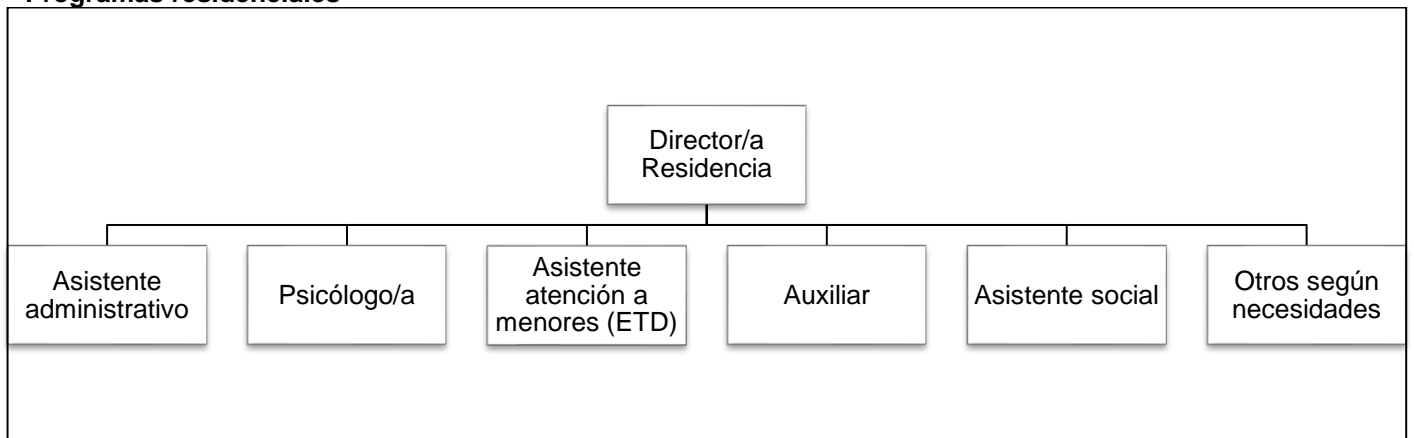 Programas residenciales
Director/a
Residencia
Asistente
administrativo
Psicólogo/a
Asistente
atención a
menores (ETD)
Auxiliar
Asistente social
Otros según
necesidades